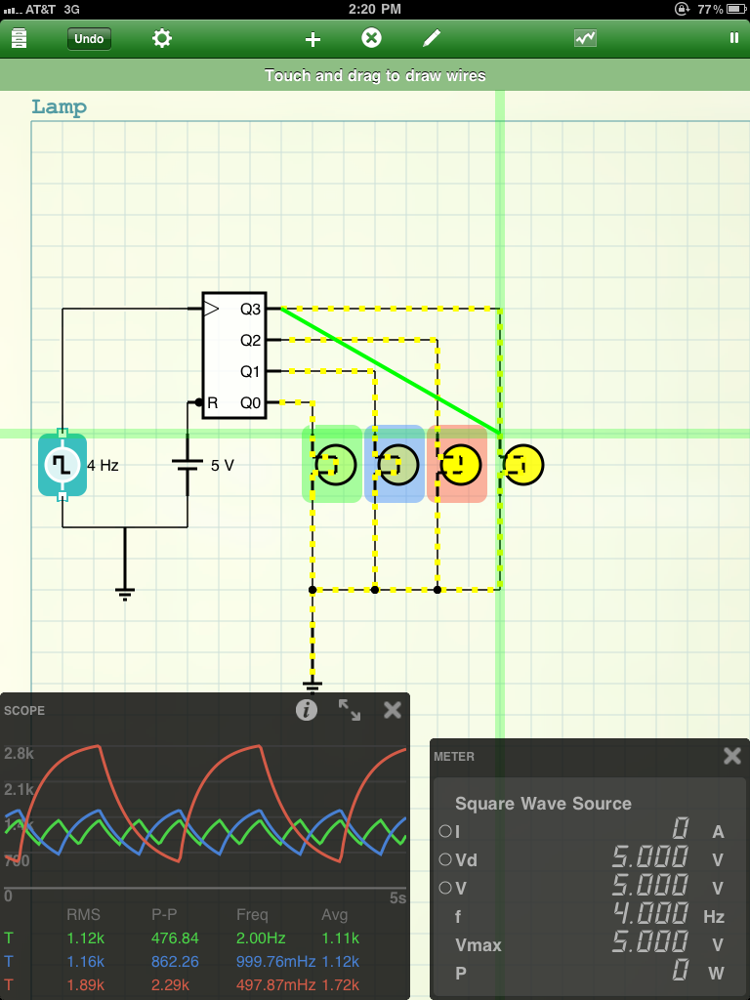 AT&T 3G 2:20 PM 77%
Undo
Touch and drag to draw wires
Lamp
Q3
Q2
Q1
R Q0
4 Hz 5 V
SCOPE
2.8k
2.1k
1.4k
700
0 5s
RMS P-P Freq Avg
T 1.12k 476.84 2.00Hz 1.11k
T 1.16k 862.26 999.76mHz 1.12k
T 1.89k 2.29k 497.87mHz 1.72k
METER
Square Wave Source
I 0 A
Vd 5.000 V
V 5.000 V
f 4.000 Hz
Vmax 5.000 V
P 0 W